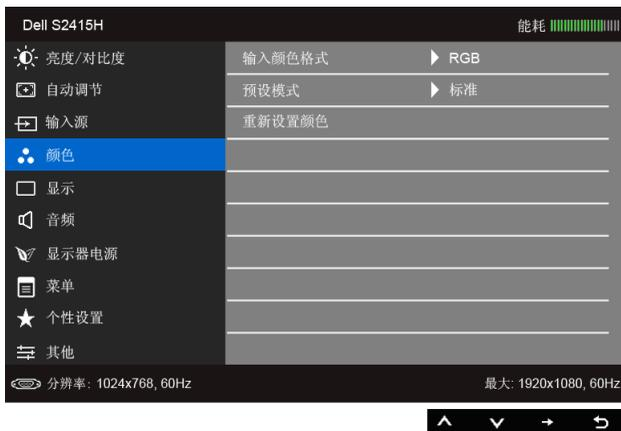 Dell S2415H 能耗
亮度/对比度 输入颜色格式 RGB
自动调节 预设模式 标准
输入源 重新设置颜色
颜色
显示
音频
显示器电源
菜单
个性设置
其他
分辨率: 1024x768, 60Hz 最大: 1920x1080, 60Hz